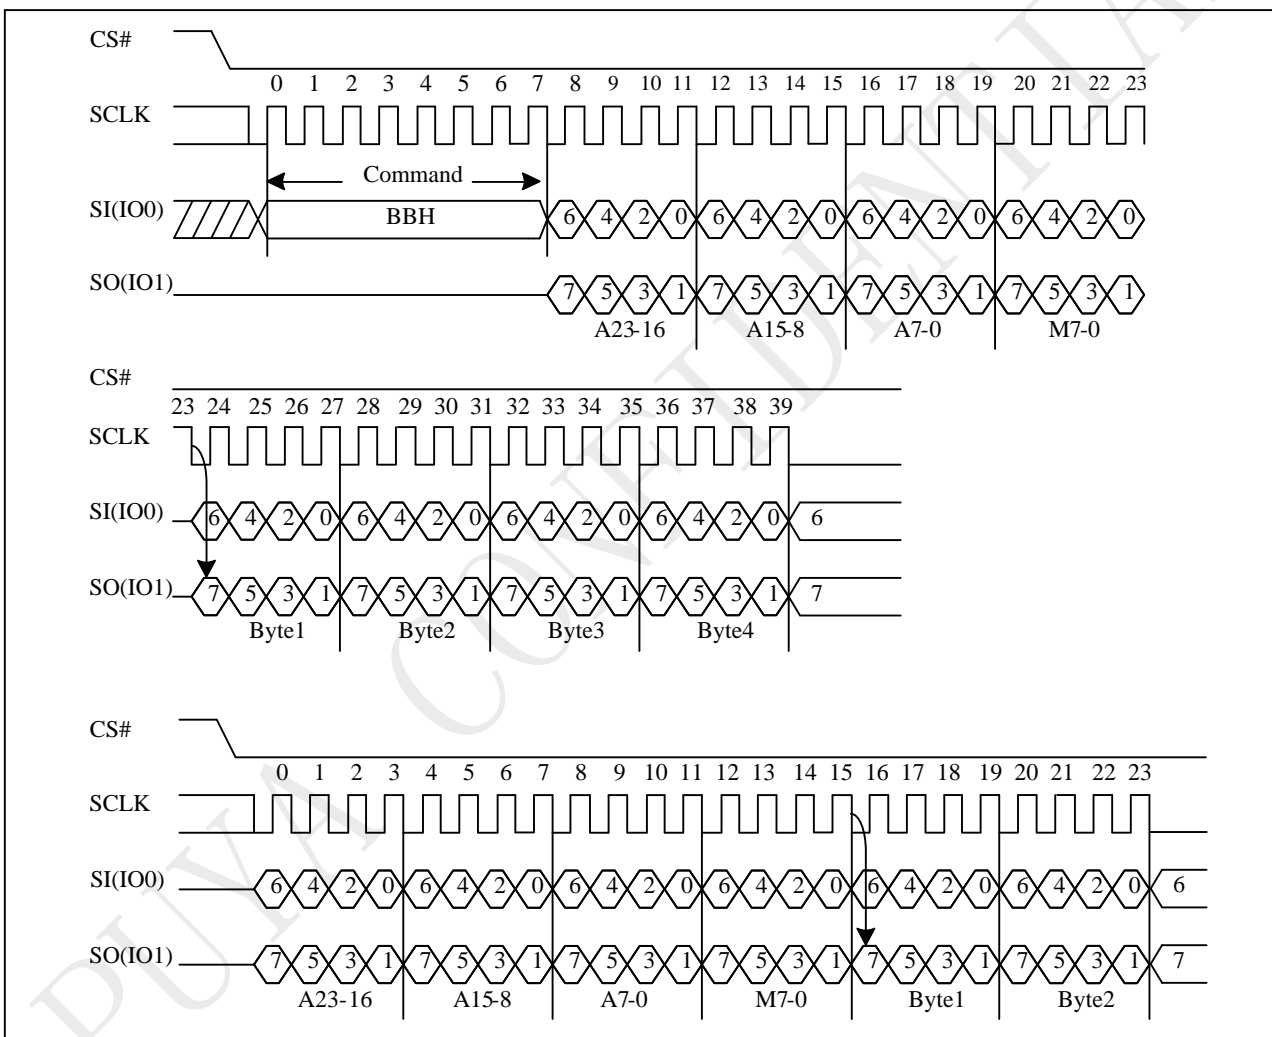 CS#
0 1 2 3 4 5 6 7 8 9 10 11 12 13 14 15 16 17 18 19 20 21 22 23
SCLK
Command
SI(IO0) BBH 6 4 2 0 6 4 2 0 6 4 2 0 6 4 2 0
SO(IO1) 7 5 3 1 7 5 3 1 7 5 3 1 7 5 3 1
A23-16 A15-8 A7-0 M7-0
CS#
23 24 25 26 27 28 29 30 31 32 33 34 35 36 37 38 39
SCLK
SI(IO0) 6 4 2 0 6 4 2 0 6 4 2 0 6 4 2 0 6
SO(IO1) 7 5 3 1 7 5 3 1 7 5 3 1 7 5 3 1 7
Byte1 Byte2 Byte3 Byte4
CS#
0 1 2 3 4 5 6 7 8 9 10 11 12 13 14 15 16 17 18 19 20 21 22 23
SCLK
SI(IO0) 6 4 2 0 6 4 2 0 6 4 2 0 6 4 2 0 6 4 2 0 6 4 2 0 6
SO(IO1) 7 5 3 1 7 5 3 1 7 5 3 1 7 5 3 1 7 5 3 1 7 5 3 1 7
A23-16 A15-8 A7-0 M7-0 Byte1 Byte2
PUYA CONFIDENTIAL